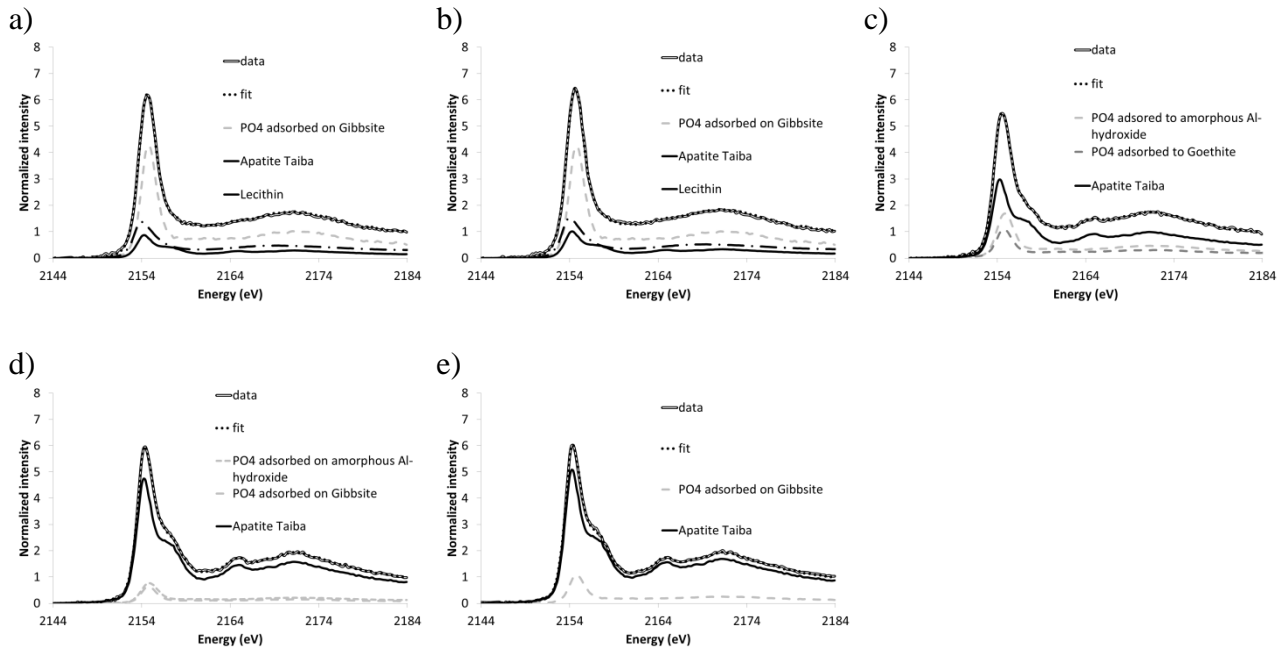 a)
8
7
6
5
4
3
2
1
0
Normalized intensity
data
fit
PO4 adsorbed on Gibbsite
Apatite Taiba
Lecithin
2144 2154 2164 2174 2184
Energy (eV)
b)
8
7
6
5
4
3
2
1
0
Normalized intensity
data
fit
PO4 adsorbed on Gibbsite
Apatite Taiba
Lecithin
2144 2154 2164 2174 2184
Energy (eV)
c)
8
7
6
5
4
3
2
1
0
Normalized intensity
data
fit
PO4 adsored to amorphous Al-
hydroxide
PO4 adsorbed to Goethite
Apatite Taiba
2144 2154 2164 2174 2184
Energy (eV)
d)
8
7
6
5
4
3
2
1
0
Normalized intensity
data
fit
PO4 adsorbed on amorphous Al-
hydroxide
PO4 adsorbed on Gibbsite
Apatite Taiba
2144 2154 2164 2174 2184
Energy (eV)
e)
8
7
6
5
4
3
2
1
0
Normalized intensity
data
fit
PO4 adsorbed on Gibbsite
Apatite Taiba
2144 2154 2164 2174 2184
Energy (eV)